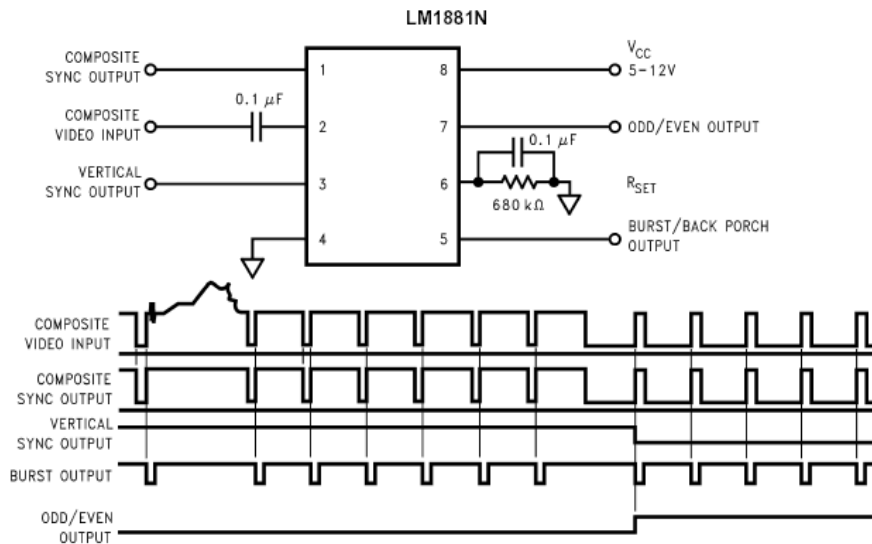 LM1881N
COMPOSITE
SYNC OUTPUT
1
8
VCC
5-12V
0.1 μF
COMPOSITE
VIDEO INPUT
2
7
ODD/EVEN OUTPUT
0.1 μF
VERTICAL
SYNC OUTPUT
3
6
RSET
680 kΩ
4
5
BURST/BACK PORCH
OUTPUT
COMPOSITE
VIDEO INPUT
COMPOSITE
SYNC OUTPUT
VERTICAL
SYNC OUTPUT
BURST OUTPUT
ODD/EVEN
OUTPUT